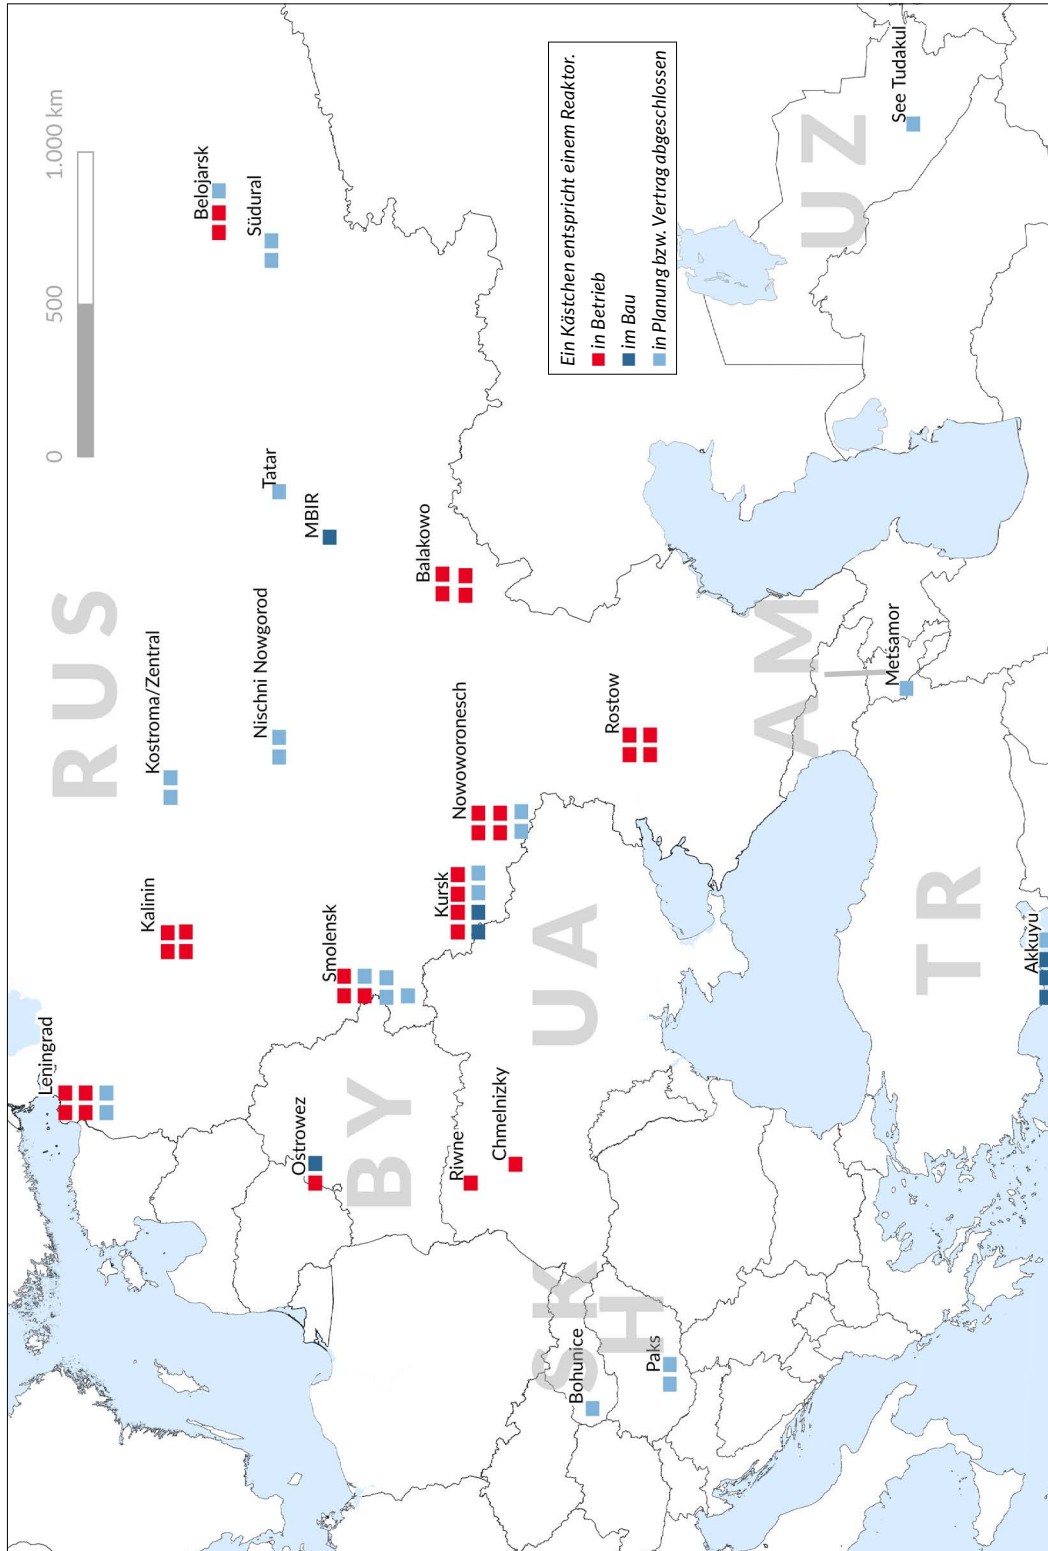 0 500 1.000 km
RUS
Leningrad
Kalinin
Kostroma/Zentral
Belojarsk
Südural
Nischni Nowgorod
Tatar
MBIR
Ostrowez
Smolensk
BY
Balakowo
Kursk
Nowoworonesch
Riwne
Chmelnizky
UA
Rostow
SK
Bohunice
H
Paks
Ein Kästchen entspricht einem Reaktor.
in Betrieb
im Bau
in Planung bzw. Vertrag abgeschlossen
AM
Metsamor
UZ
See Tudakul
TR
Akkuyu